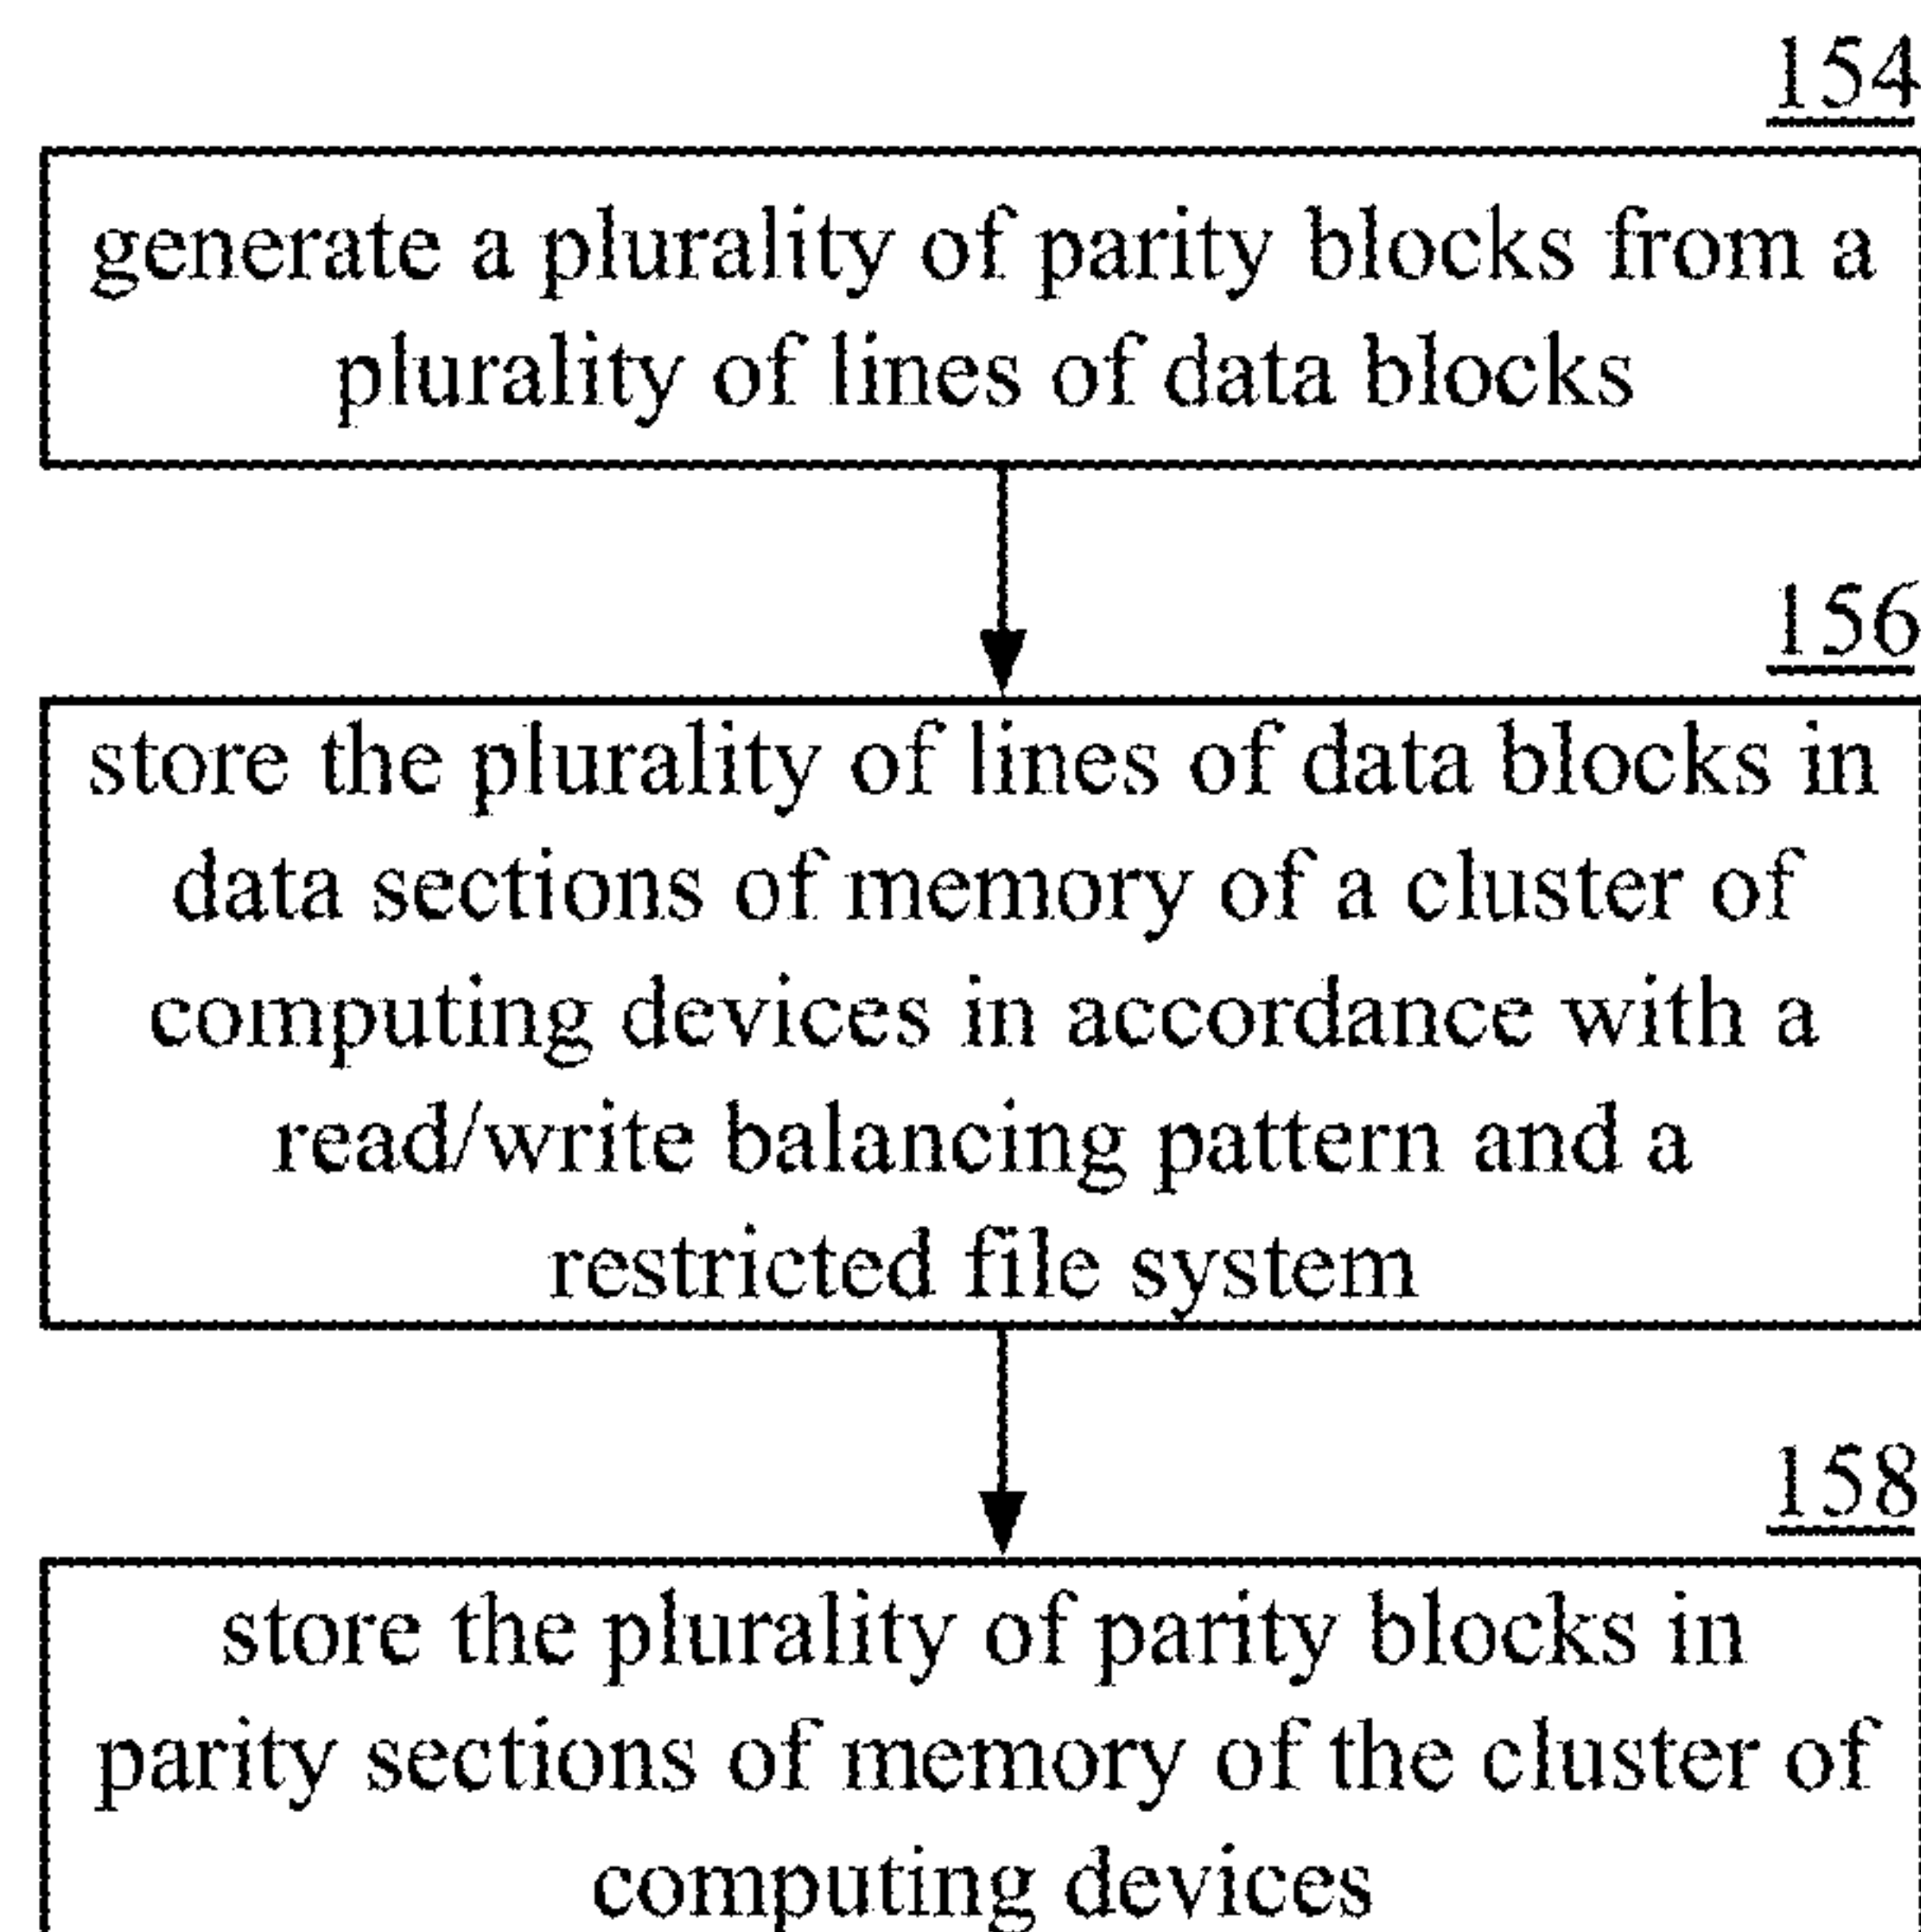 154
generate a plurality of parity blocks from a
plurality of lines of data blocks
156
store the plurality of lines of data blocks in
data sections of memory of a cluster of
computing devices in accordance with a
read/write balancing pattern and a
restricted file system
158
store the plurality of parity blocks in
parity sections of memory of the cluster of
computing devices